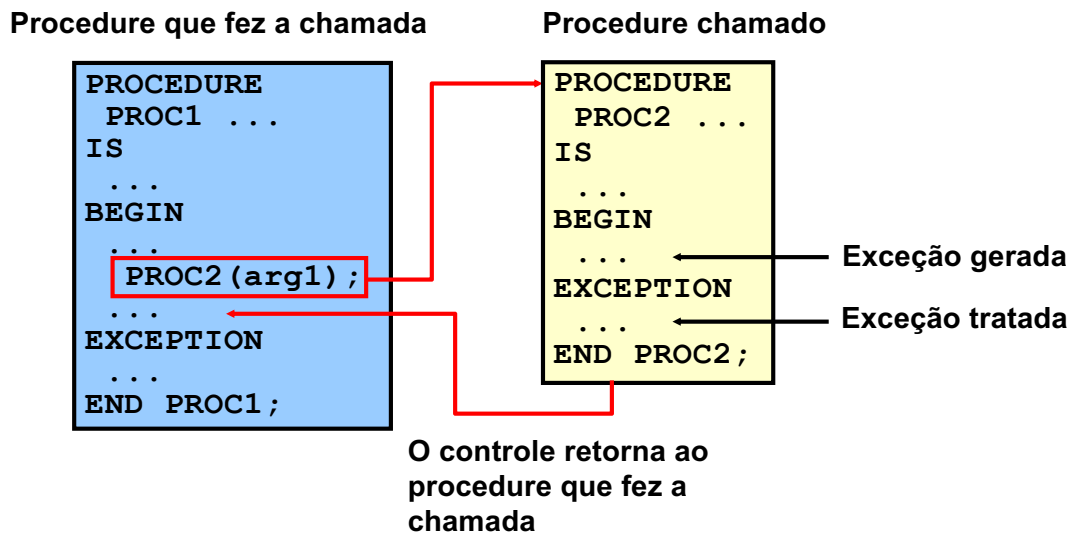 Procedure que fez a chamada
Procedure chamado
PROCEDURE
PROC1 ...
IS
...
BEGIN
...
PROC2(arg1);
...
EXCEPTION
...
END PROC1;
PROCEDURE
PROC2 ...
IS
...
BEGIN
...
EXCEPTION
...
END PROC2;
Exceção gerada
Exceção tratada
O controle retorna ao
procedure que fez a
chamada